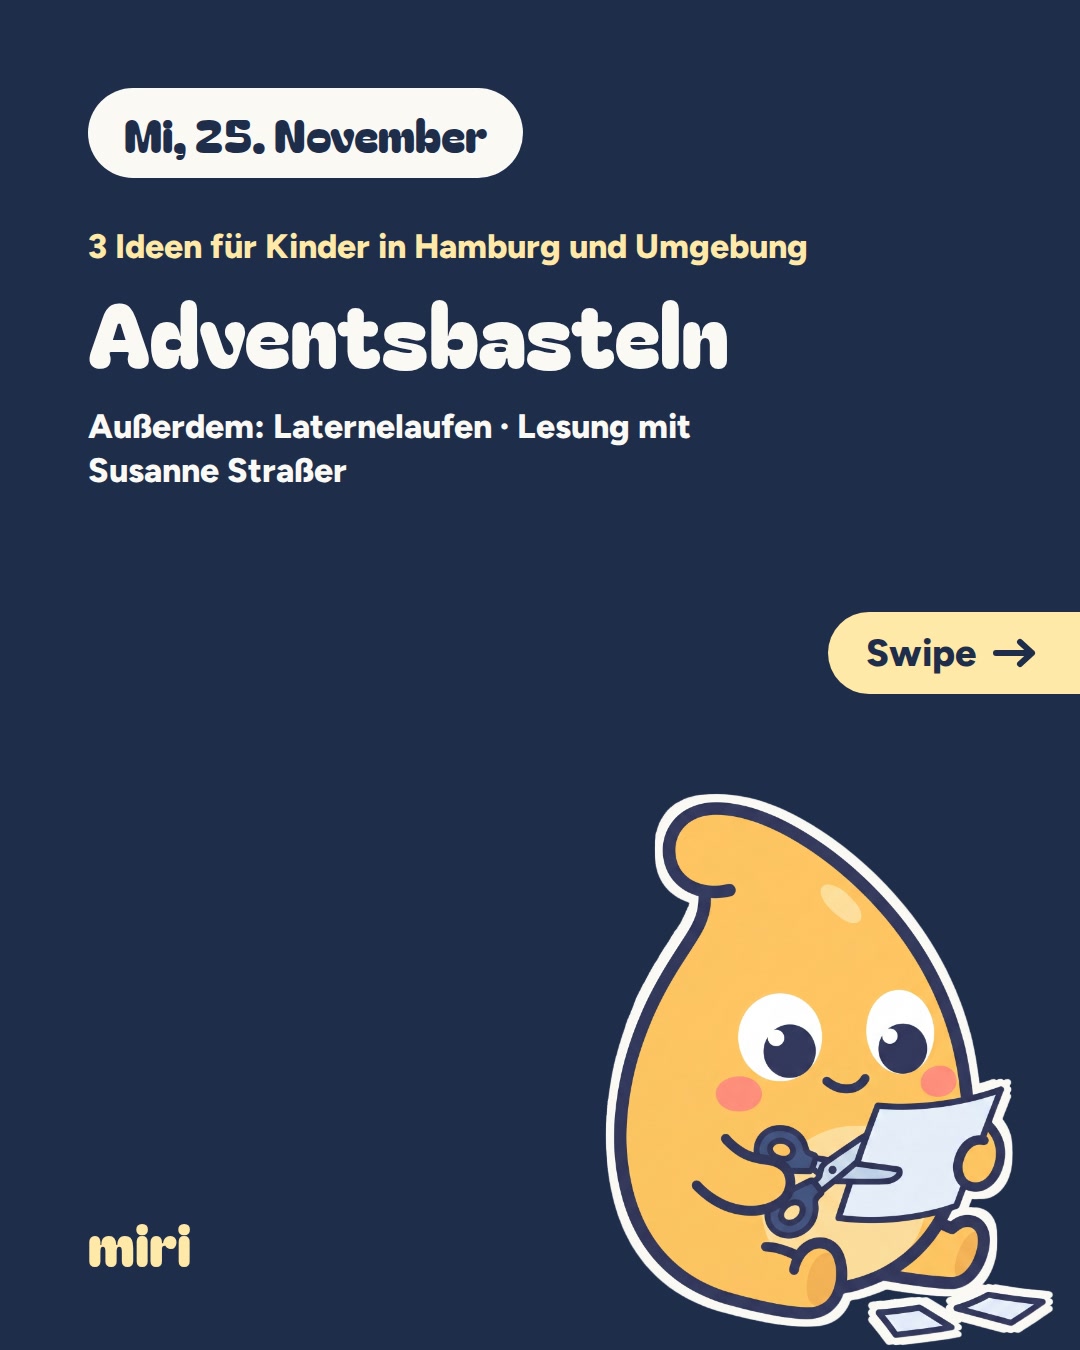 Mi, 25. November
3 Ideen für Kinder in Hamburg und Umgebung
Adventsbasteln
Außerdem: Laternelaufen · Lesung mit
Susanne Straßer
Swipe →
miri